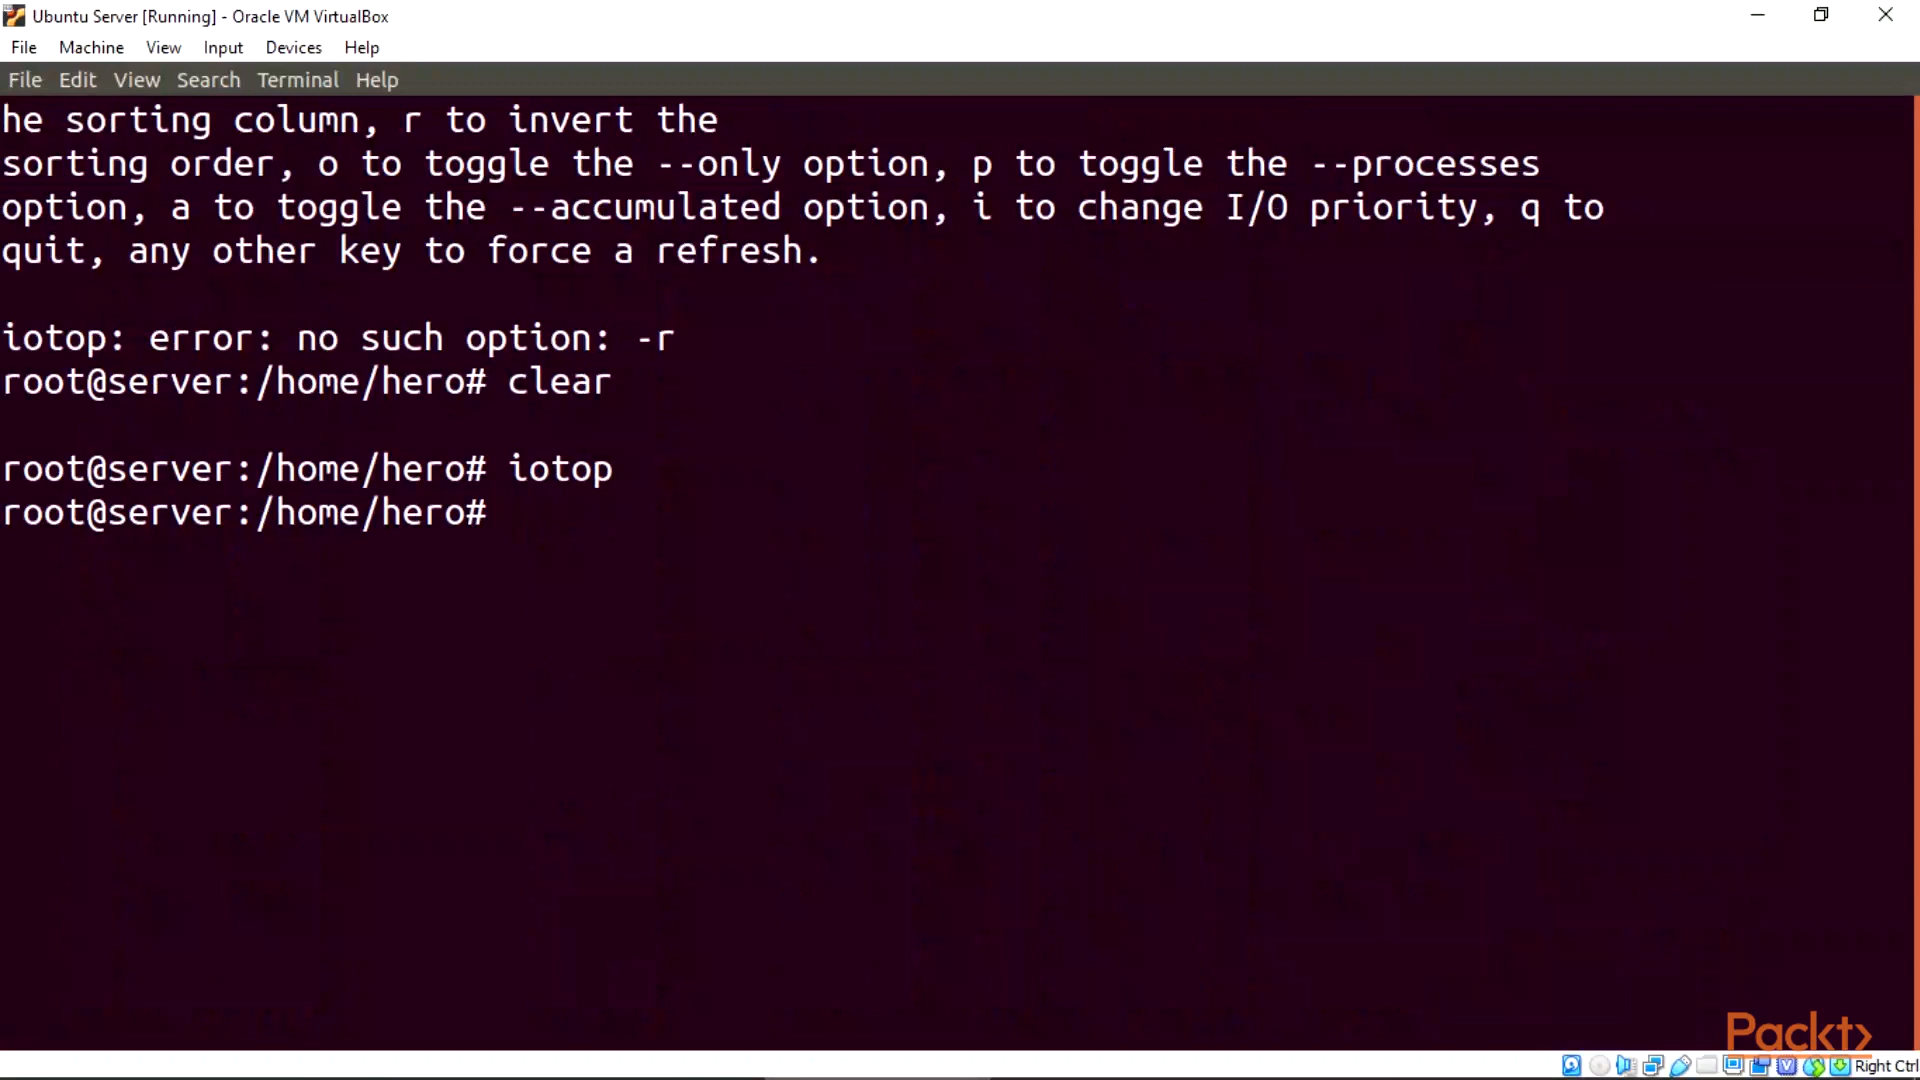 Ubuntu Server [Running] - Oracle VM VirtualBox
File Machine View Input Devices Help
File Edit View Search Terminal Help
he sorting column, r to invert the
sorting order, o to toggle the --only option, p to toggle the --processes
option, a to toggle the --accumulated option, i to change I/O priority, q to
quit, any other key to force a refresh.
iotop: error: no such option: -r
root@server:/home/hero# clear
root@server:/home/hero# iotop
root@server:/home/hero#
Packt>
Right Ctrl